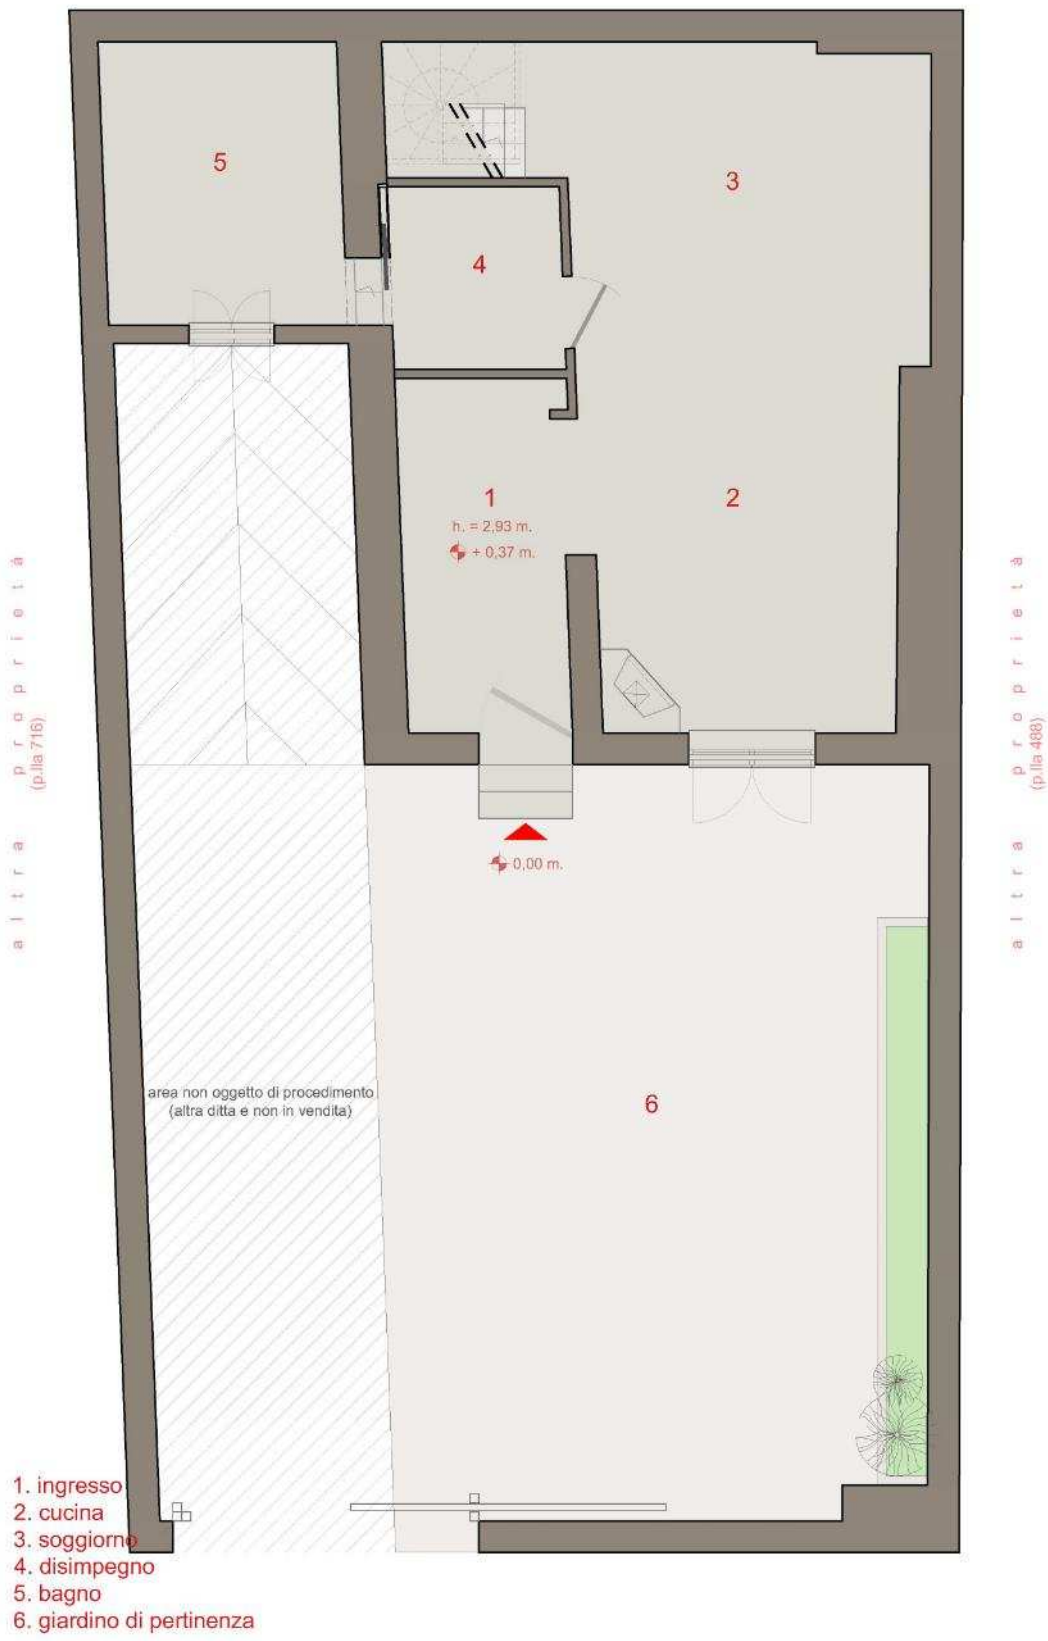 5
3
4
1
h. = 2,93 m.
+ 0,37 m.
2
altra proprietà
(p.lla 716)
altra proprietà
(p.lla 488)
0,00 m.
area non oggetto di procedimento
(altra ditta e non in vendita)
6
1. ingresso
2. cucina
3. soggiorno
4. disimpegno
5. bagno
6. giardino di pertinenza